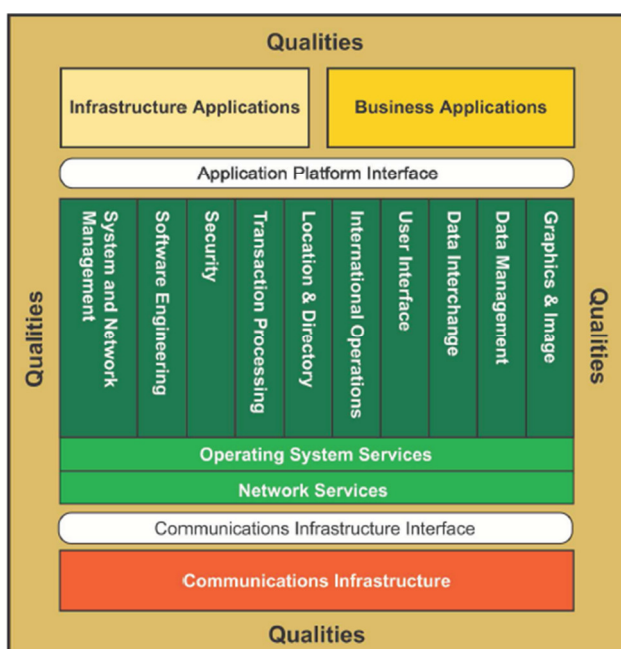 Qualities
Infrastructure Applications
Business Applications
Application Platform Interface
Qualities
System and Network
Management
Software Engineering
Security
Transaction Processing
Location & Directory
International Operations
User Interface
Data Interchange
Data Management
Graphics & Image
Qualities
Operating System Services
Network Services
Communications Infrastructure Interface
Communications Infrastructure
Qualities